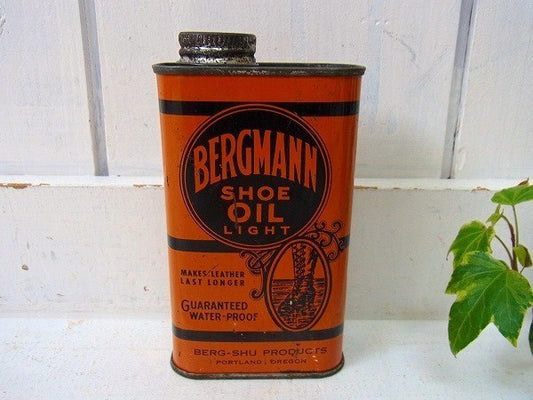 BERGMANN
SHOE
OIL
LIGHT
MAKES LEATHER
LAST LONGER
GUARANTEED
WATER-PROOF
BERG-SHU PRODUCTS
PORTLAND, OREGON